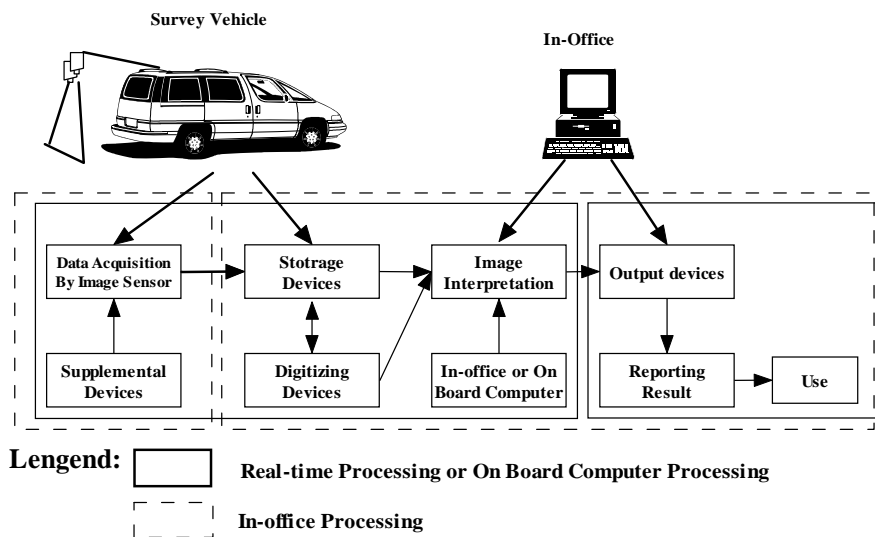 Survey Vehicle
In-Office
Data Acquisition
By Image Sensor
Stotrage
Devices
Image
Interpretation
Output devices
Supplemental
Devices
Digitizing
Devices
In-office or On
Board Computer
Reporting
Result
Use
Lengend:
Real-time Processing or On Board Computer Processing
In-office Processing